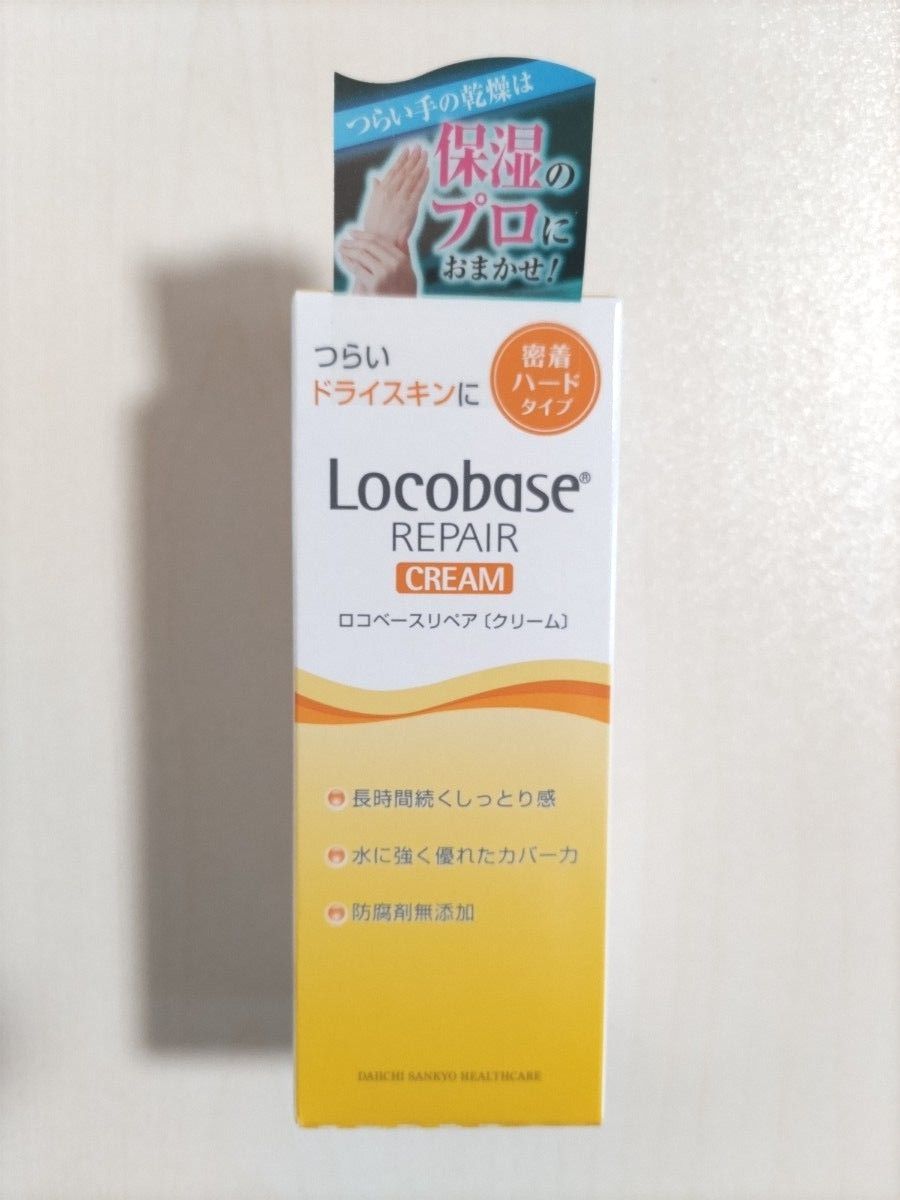 つらい手の乾燥は
保湿の
プロに
おまかせ!
つらい
ドライスキンに
密着
ハード
タイプ
Locobase®
REPAIR
CREAM
ロコベースリペア〔クリーム〕
長時間続くしっとり感
水に強く優れたカバー力
防腐剤無添加
DAIICHI SANKYO HEALTHCARE